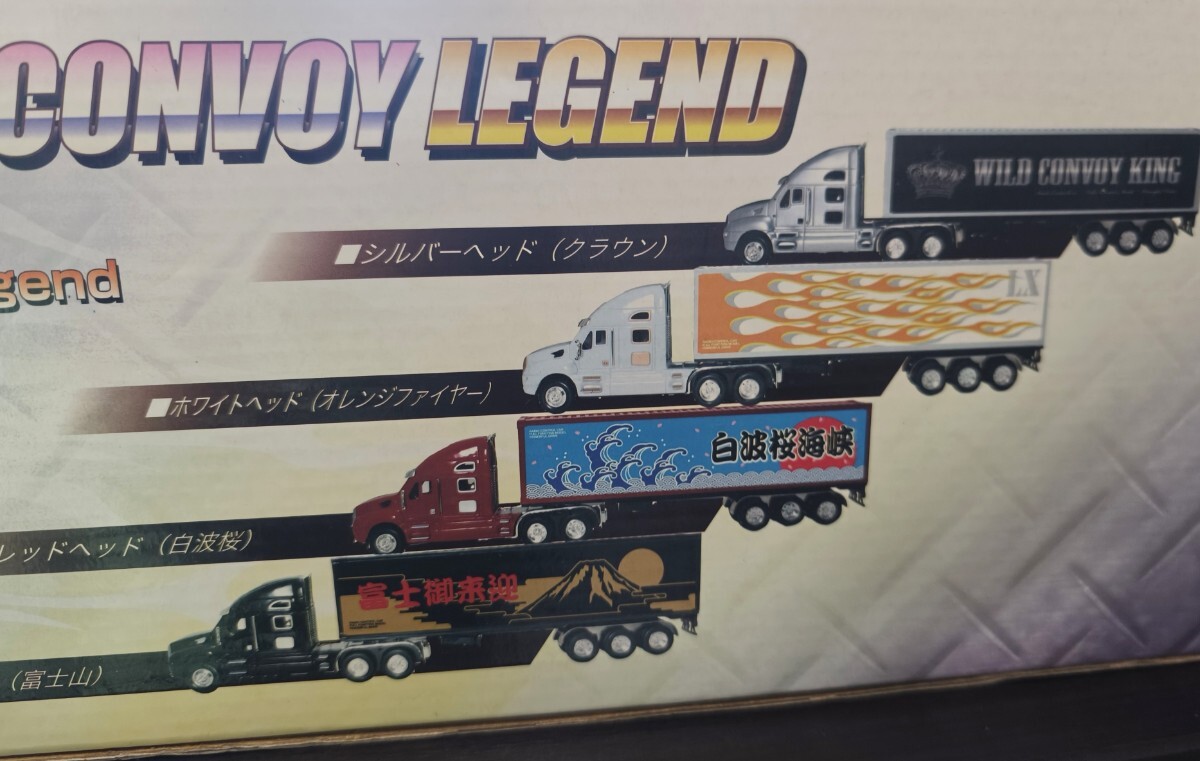 CONVOY LEGEND
WILD CONVOY KING
gend
■シルバーヘッド（クラウン）
LX
■ホワイトヘッド（オレンジファイヤー）
白波桜海峡
レッドヘッド（白波桜）
富士御来迎
（富士山）